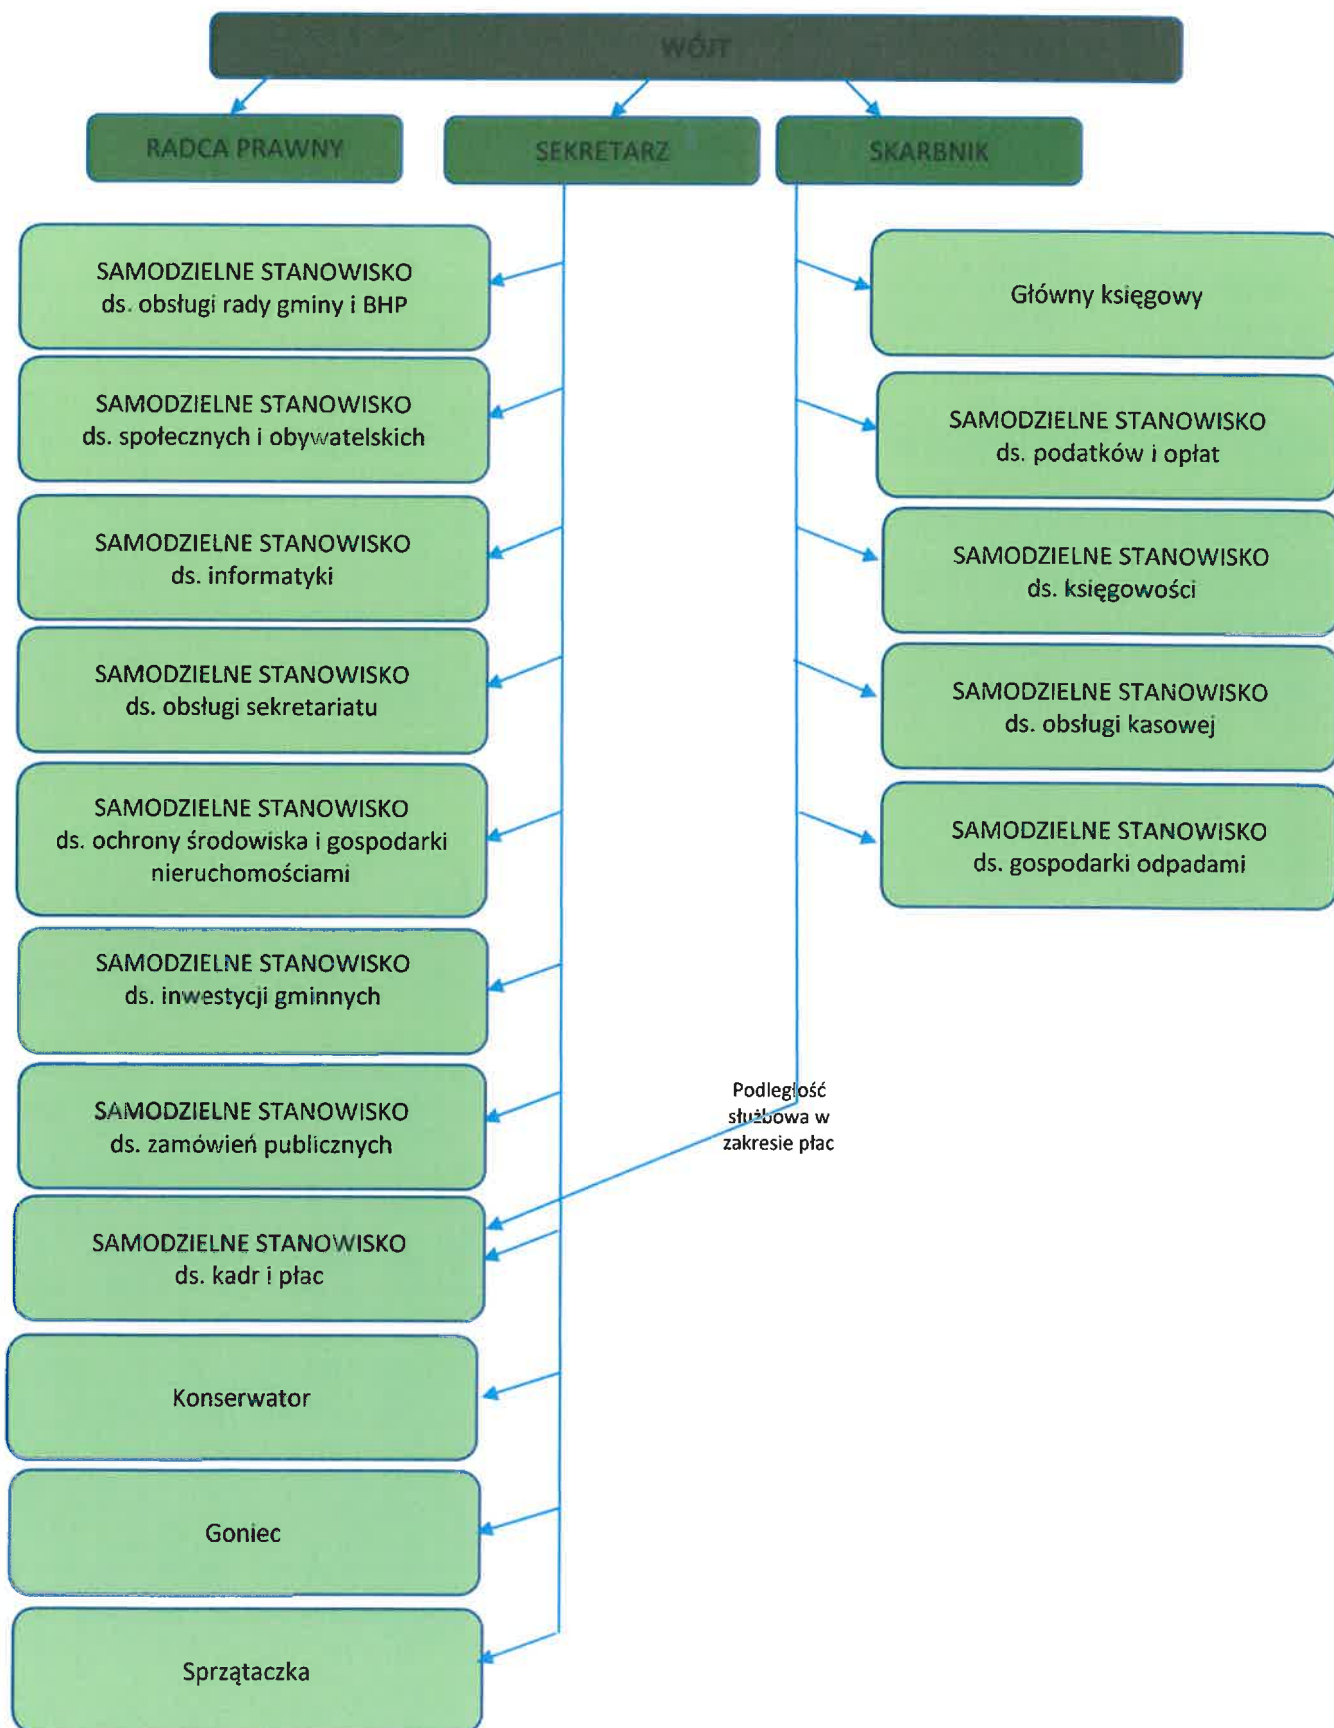 WÓJT
RADCA PRAWNY
SEKRETARZ
SKARBNIK
SAMODZIELNE STANOWISKO
ds. obsługi rady gminy i BHP
SAMODZIELNE STANOWISKO
ds. społecznych i obywatelskich
SAMODZIELNE STANOWISKO
ds. informatyki
SAMODZIELNE STANOWISKO
ds. obsługi sekretariatu
SAMODZIELNE STANOWISKO
ds. ochrony środowiska i gospodarki
nieruchomościami
SAMODZIELNE STANOWISKO
ds. inwestycji gminnych
SAMODZIELNE STANOWISKO
ds. zamówień publicznych
SAMODZIELNE STANOWISKO
ds. kadr i płac
Konserwator
Goniec
Sprzątaczka
Główny księgowy
SAMODZIELNE STANOWISKO
ds. podatków i opłat
SAMODZIELNE STANOWISKO
ds. księgowości
SAMODZIELNE STANOWISKO
ds. obsługi kasowej
SAMODZIELNE STANOWISKO
ds. gospodarki odpadami
Podległość
służbowa w
zakresie płac